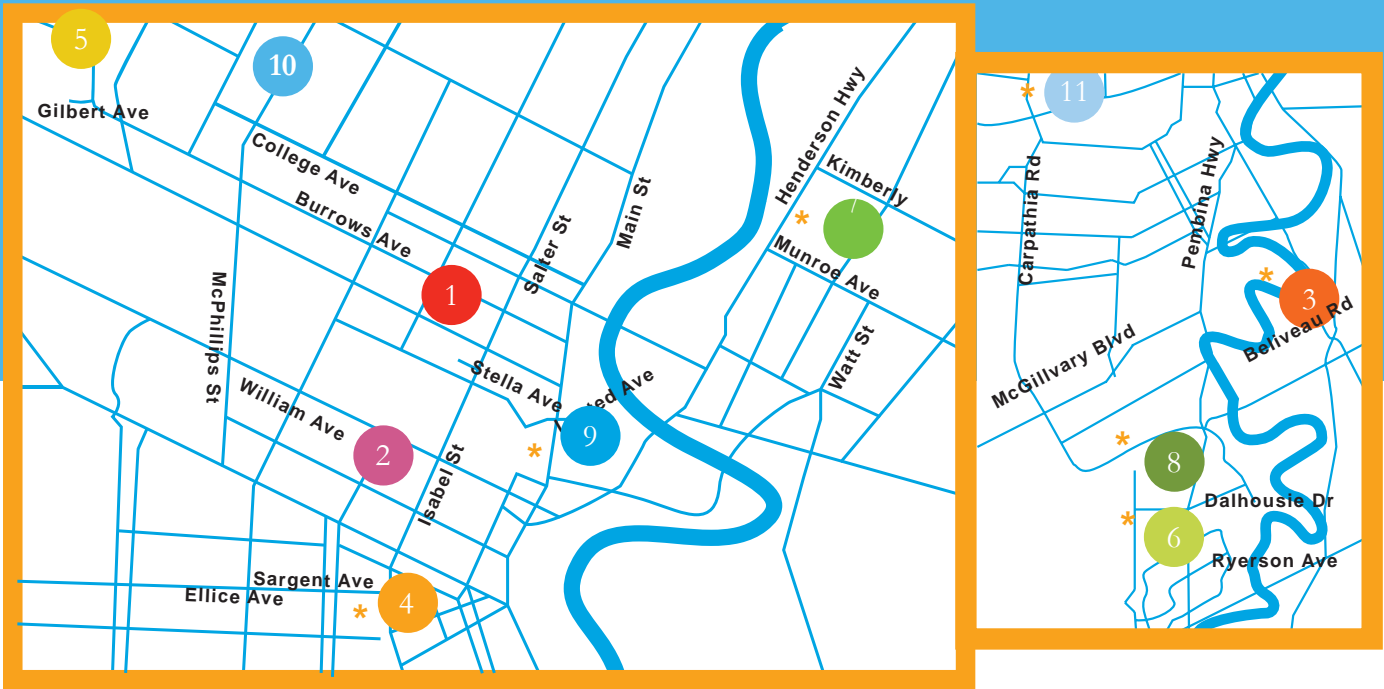 5
10
Gilbert Ave
College Ave
Burrows Ave
Salter St
Main St
Henderson Hwy
Kimberly
*
7
Munroe Ave
McPhillips St
1
Watt St
Stella Ave
ted Ave
William Ave
2
Isabel St
*
9
Sargent Ave
Ellice Ave
*
4
*
11
Carpathia Rd
Pembina Hwy
*
3
Beliveau Rd
McGillvary Blvd
*
8
Dalhousie Dr
*
6
Ryerson Ave